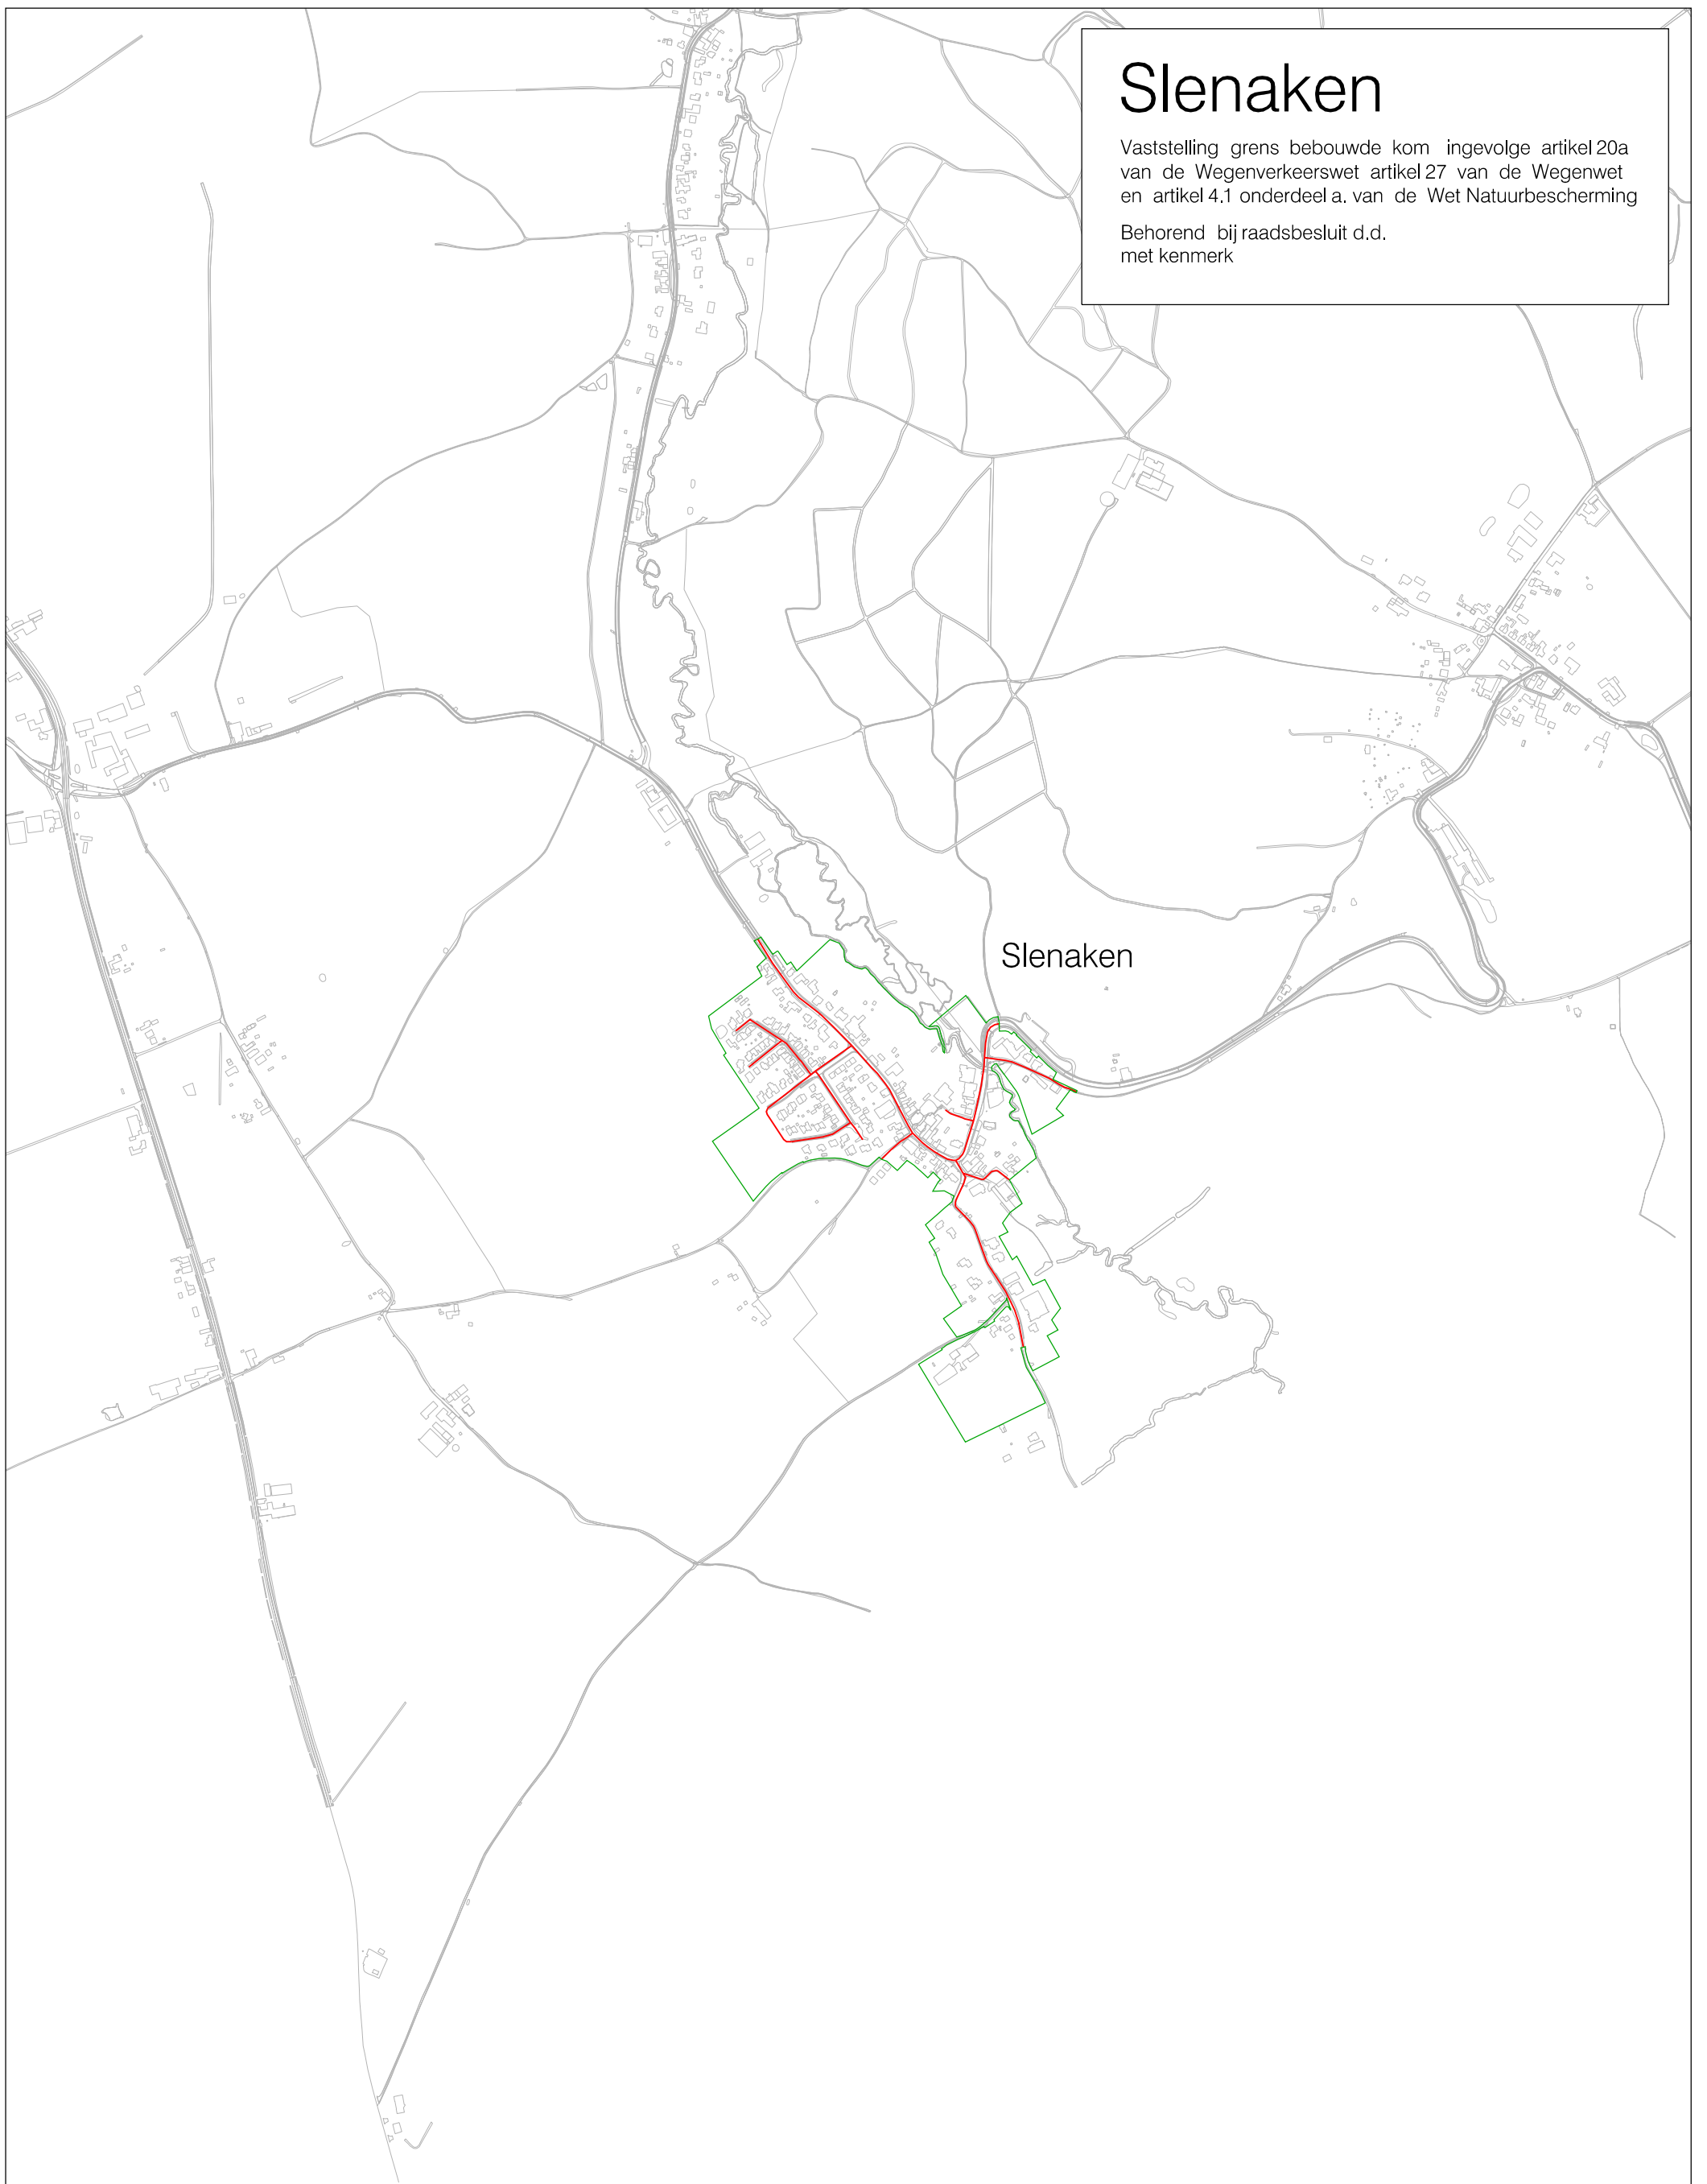 Slenaken
Vaststelling grens bebouwde kom ingevolge artikel 20a
van de Wegenverkeerswet artikel 27 van de Wegenwet
en artikel 4.1 onderdeel a. van de Wet Natuurbescherming
Behorend bij raadsbesluit d.d.
met kenmerk
Slenaken